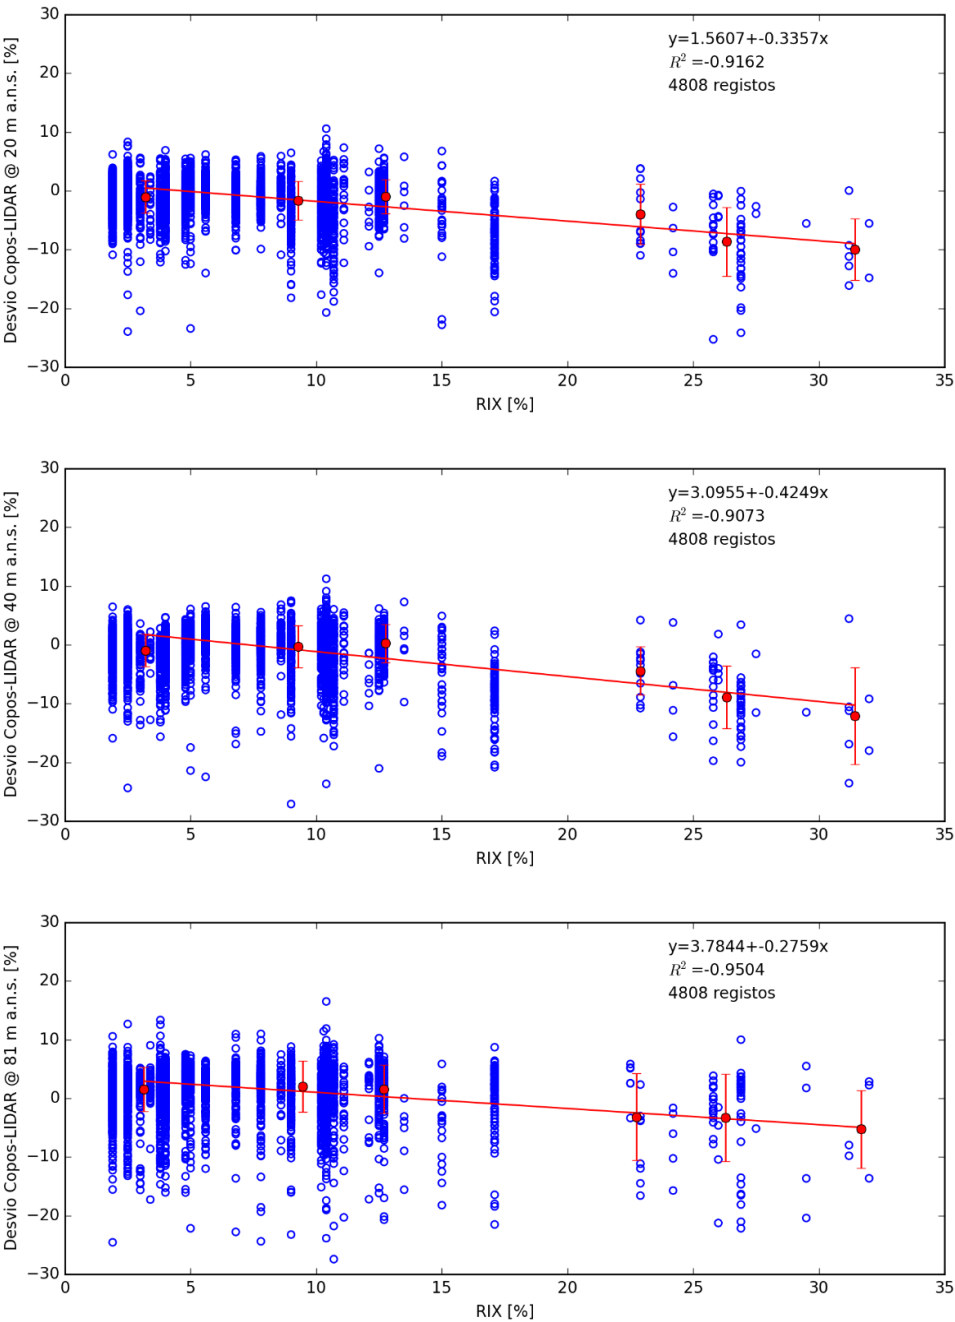 Desvio Copos-LIDAR @ 20 m a.n.s. [%]
30
20
10
0
−10
−20
−30
y=1.5607+-0.3357x
R² =-0.9162
4808 registos
0 5 10 15 20 25 30 35
RIX [%]
Desvio Copos-LIDAR @ 40 m a.n.s. [%]
30
20
10
0
−10
−20
−30
y=3.0955+-0.4249x
R² =-0.9073
4808 registos
0 5 10 15 20 25 30 35
RIX [%]
Desvio Copos-LIDAR @ 81 m a.n.s. [%]
30
20
10
0
−10
−20
−30
y=3.7844+-0.2759x
R² =-0.9504
4808 registos
0 5 10 15 20 25 30 35
RIX [%]